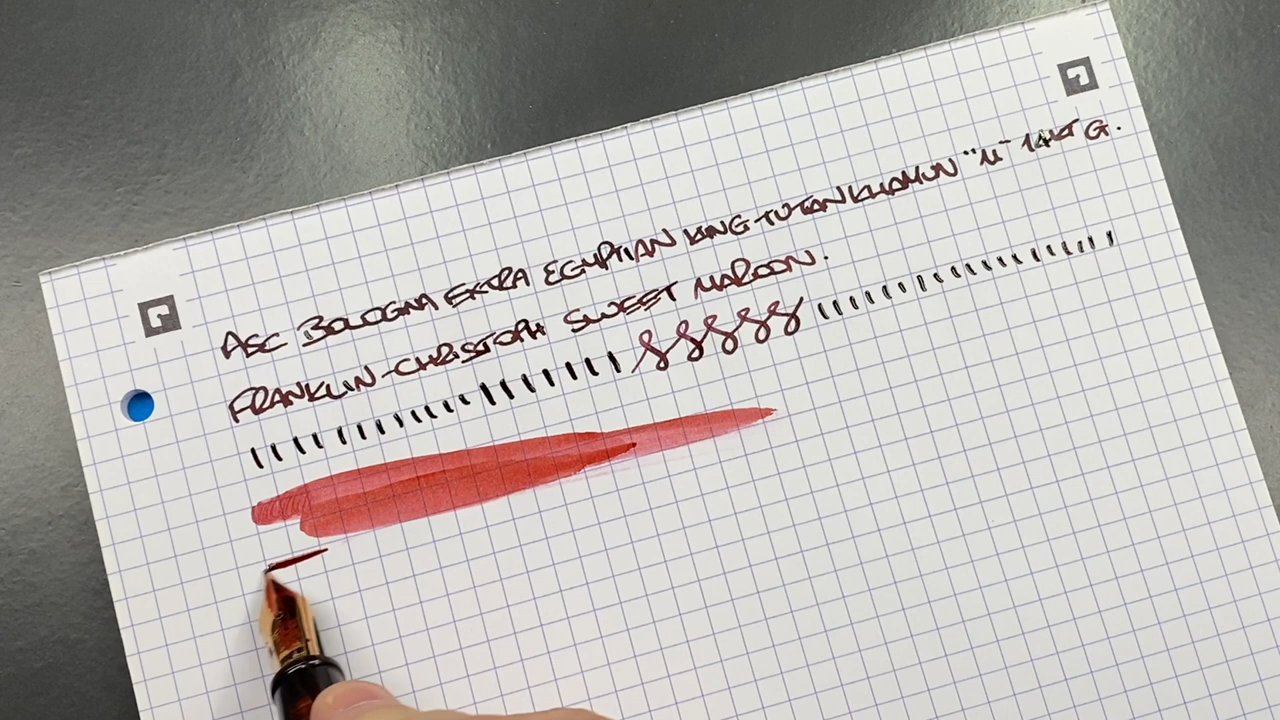 ASC BOLOGNA EXTRA EGYPTIAN KING TUTANKHAMUN "M" 14KT G.
FRANKLIN-CHRISTOPH SWEET MAROON.